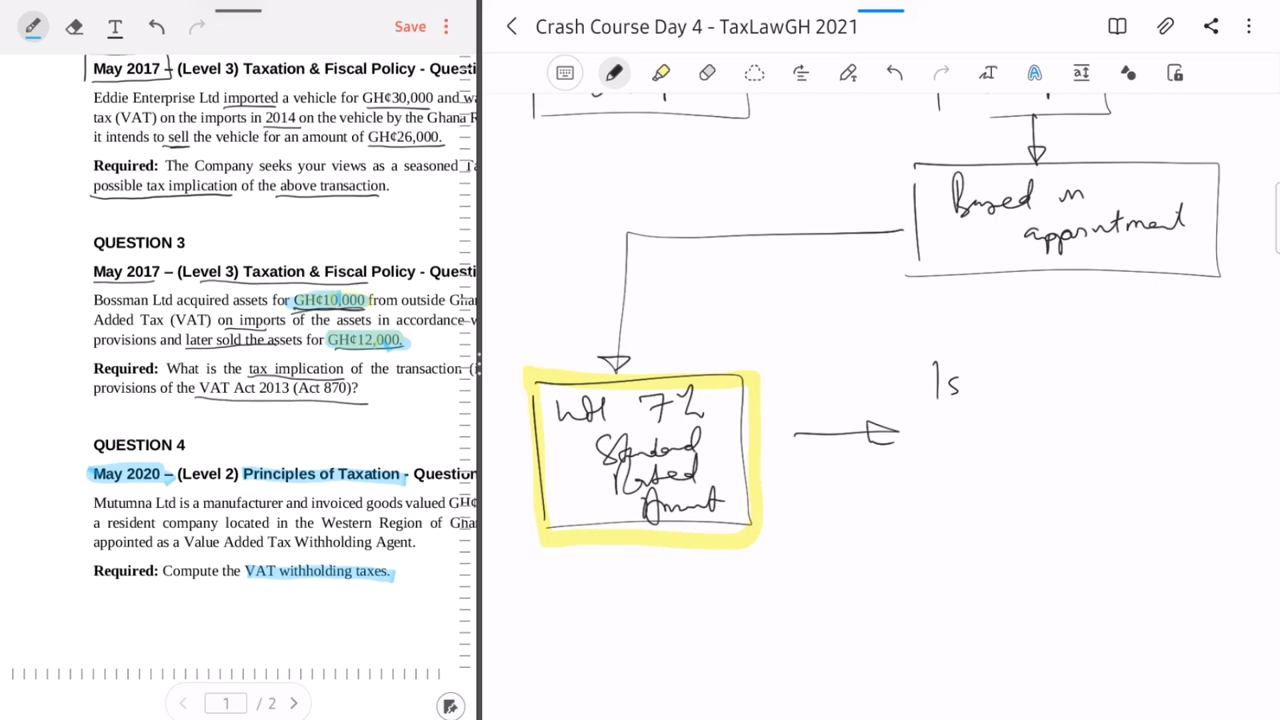 Save
May 2017 – (Level 3) Taxation & Fiscal Policy - Questi
Eddie Enterprise Ltd imported a vehicle for GH¢30,000 and wa
tax (VAT) on the imports in 2014 on the vehicle by the Ghana R
it intends to sell the vehicle for an amount of GH¢26,000.
Required: The Company seeks your views as a seasoned Ta
possible tax implication of the above transaction.
QUESTION 3
May 2017 – (Level 3) Taxation & Fiscal Policy - Questi
Bossman Ltd acquired assets for GH¢10,000 from outside Gha
Added Tax (VAT) on imports of the assets in accordance w
provisions and later sold the assets for GH¢12,000.
Required: What is the tax implication of the transaction (
provisions of the VAT Act 2013 (Act 870)?
QUESTION 4
May 2020 – (Level 2) Principles of Taxation - Question
Mutumna Ltd is a manufacturer and invoiced goods valued GH¢
a resident company located in the Western Region of Gha
appointed as a Value Added Tax Withholding Agent.
Required: Compute the VAT withholding taxes.
1 / 2
Crash Course Day 4 - TaxLawGH 2021
Based on
appointment
WH 7%
Standard
Rated
Amount
Is